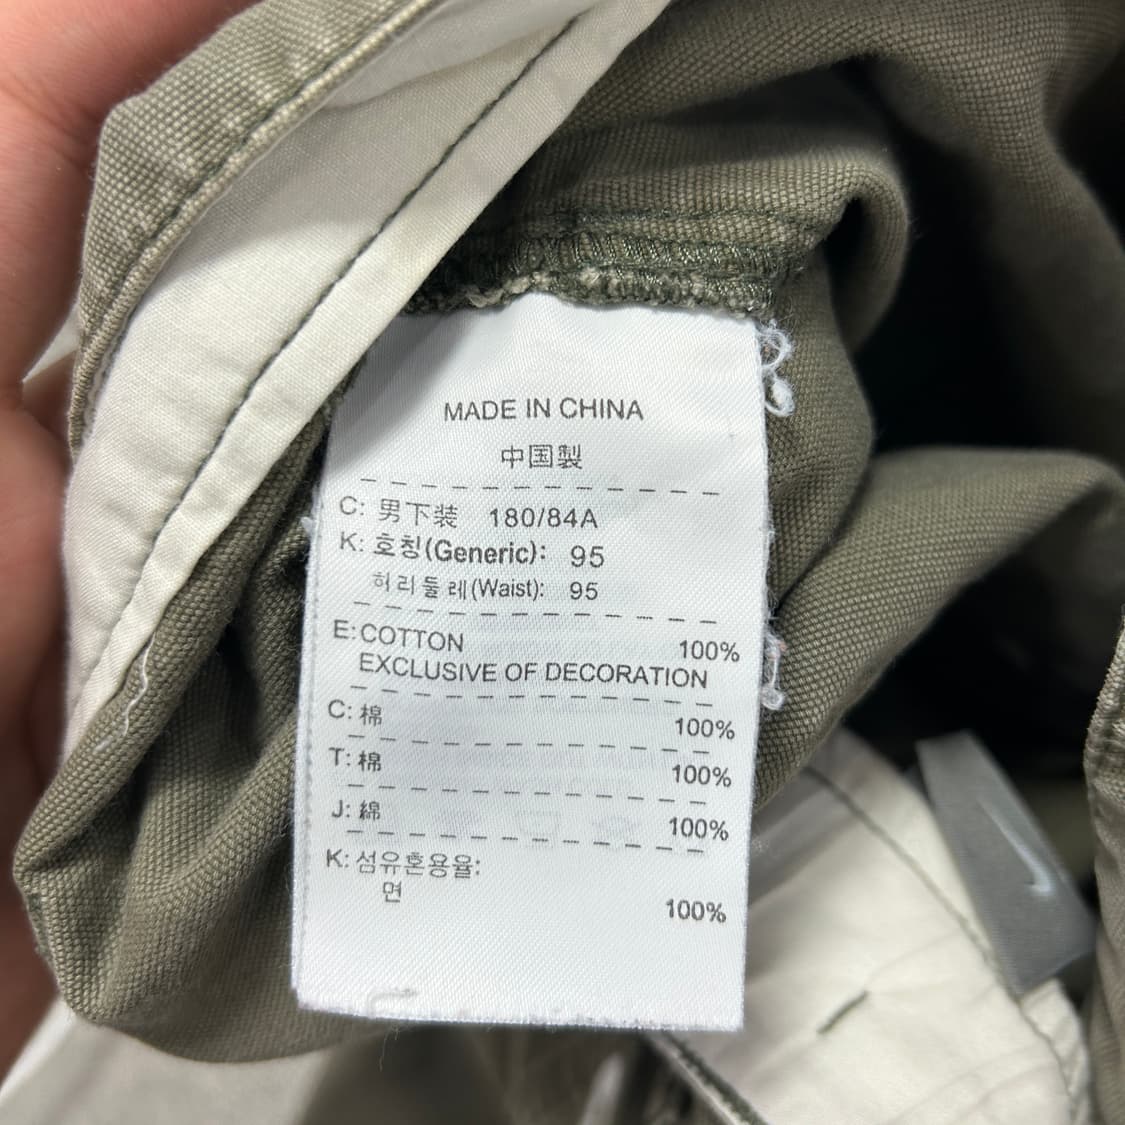 MADE IN CHINA
中国製
C: 男下装 180/84A
K: 호칭(Generic): 95
허리둘레(Waist): 95
E: COTTON 100%
EXCLUSIVE OF DECORATION
C: 棉 100%
T: 棉 100%
J: 綿 100%
K: 섬유혼용율:
면 100%